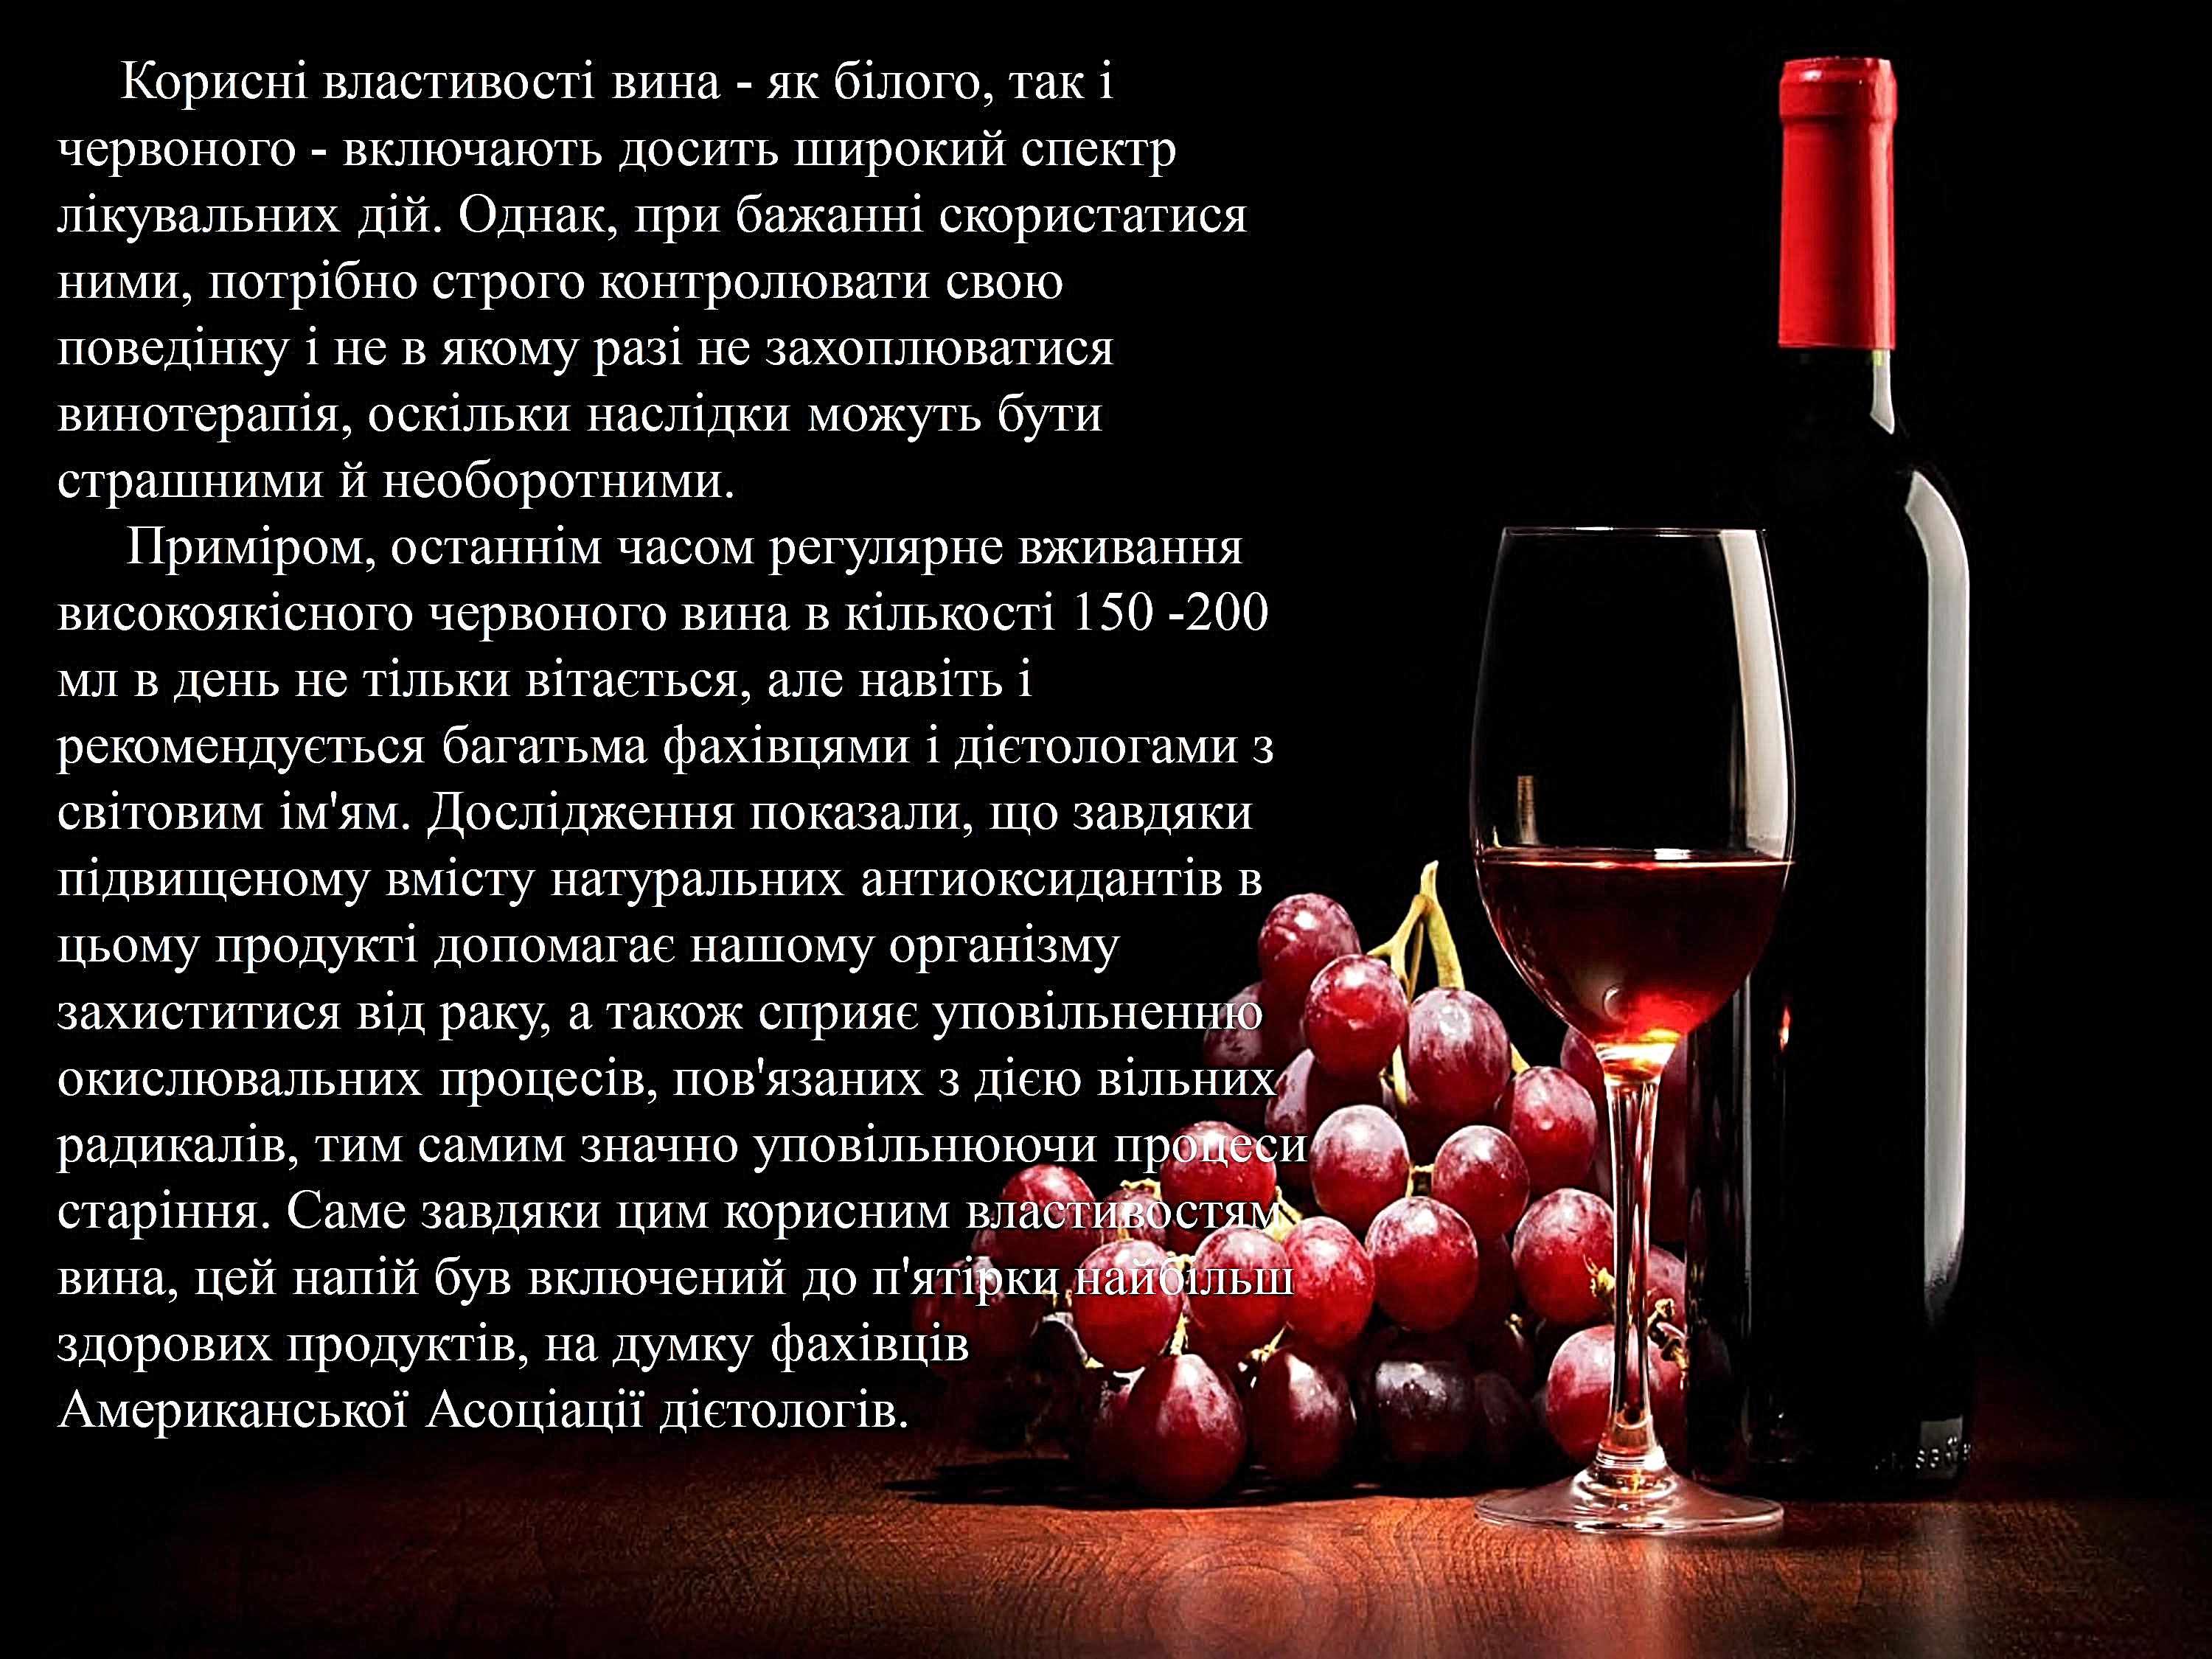 Корисні властивості вина - як білого, так і
червоного - включають досить широкий спектр
лікувальних дій. Однак, при бажанні скористатися
ними, потрібно строго контролювати свою
поведінку і не в якому разі не захоплюватися
винотерапія, оскільки наслідки можуть бути
страшними й необоротними.
Приміром, останнім часом регулярне вживання
високоякісного червоного вина в кількості 150 -200
мл в день не тільки вітається, але навіть і
рекомендується багатьма фахівцями і дієтологами з
світовим ім'ям. Дослідження показали, що завдяки
підвищеному вмісту натуральних антиоксидантів в
цьому продукті допомагає нашому організму
захиститися від раку, а також сприяє уповільненню
окислювальних процесів, пов'язаних з дією вільних
радикалів, тим самим значно уповільнюючи процеси
старіння. Саме завдяки цим корисним властивостям
вина, цей напій був включений до п'ятірки найбільш
здорових продуктів, на думку фахівців
Американської Асоціації дієтологів.